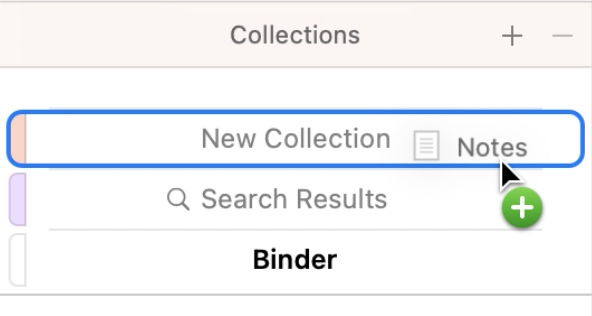 Collections
New Collection
Notes
Search Results
Binder